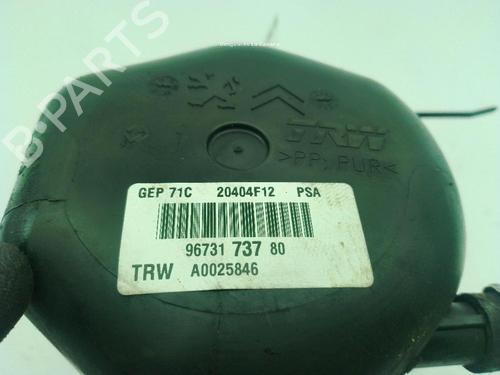 TRW
>PP;PUR<
B-PARTS
GEP 71C 20404F12 PSA
96731 737 80
TRW A0025846